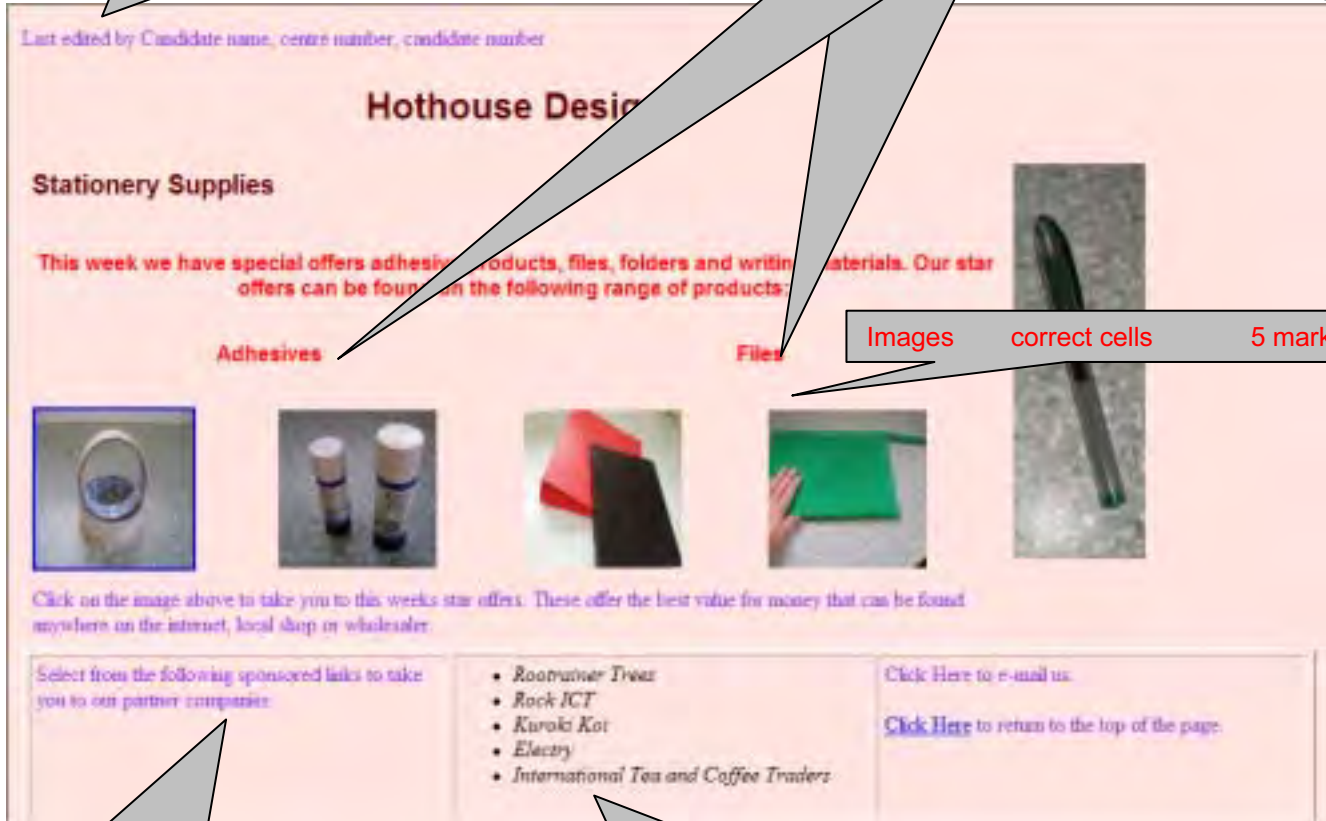 Last edited by Candidate name, centre number, candidate number
Hothouse Desig
Stationery Supplies
This week we have special offers adhesiv roducts, files, folders and writin aterials. Our star
offers can be foun n the following range of products:
Adhesives
Files
Images correct cells 5 mark
Click on the image above to take you to this weeks star offers. These offer the best value for money that can be found
anywhere on the internet, local shop or wholesaler
Select from the following sponsored links to take
you to our partner companies
• Rootrainer Trees
• Rock ICT
• Kuroki Koi
• Electry
• International Tea and Coffee Traders
Click Here to e-mail us.
Click Here to return to the top of the page.